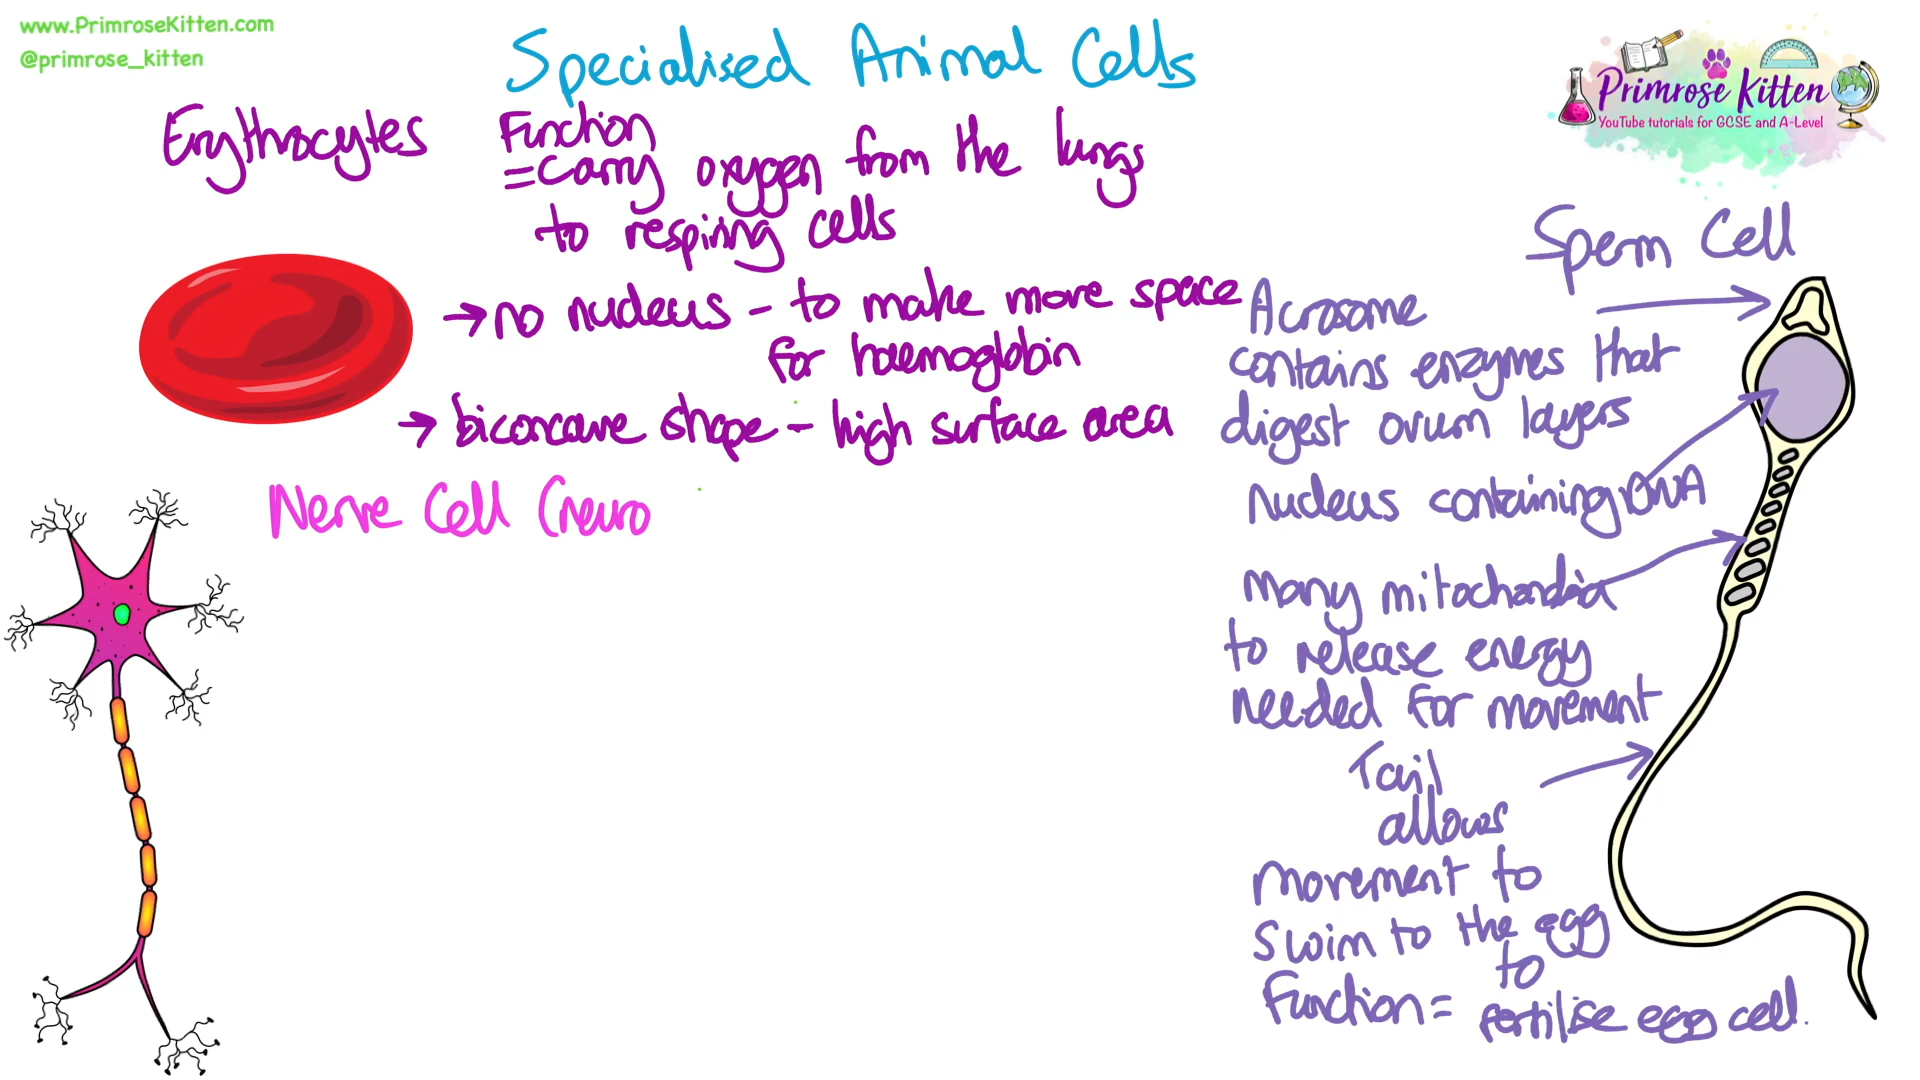 www.PrimroseKitten.com
@primrose_kitten
Specialised Animal Cells
Primrose Kitten
YouTube tutorials for GCSE and A-Level
Erythrocytes
Function
= carry oxygen from the lungs
to respiring cells
→ no nucleus - to make more space
for haemoglobin
→ biconcave shape - high surface area
Nerve Cell (neuro
Sperm Cell
Acrosome
contains enzymes that
digest ovum layers
nucleus containing DNA
many mitochondria
to release energy
needed for movement
Tail
allows
movement to
swim to the egg
Function = to
fertilise egg cell.